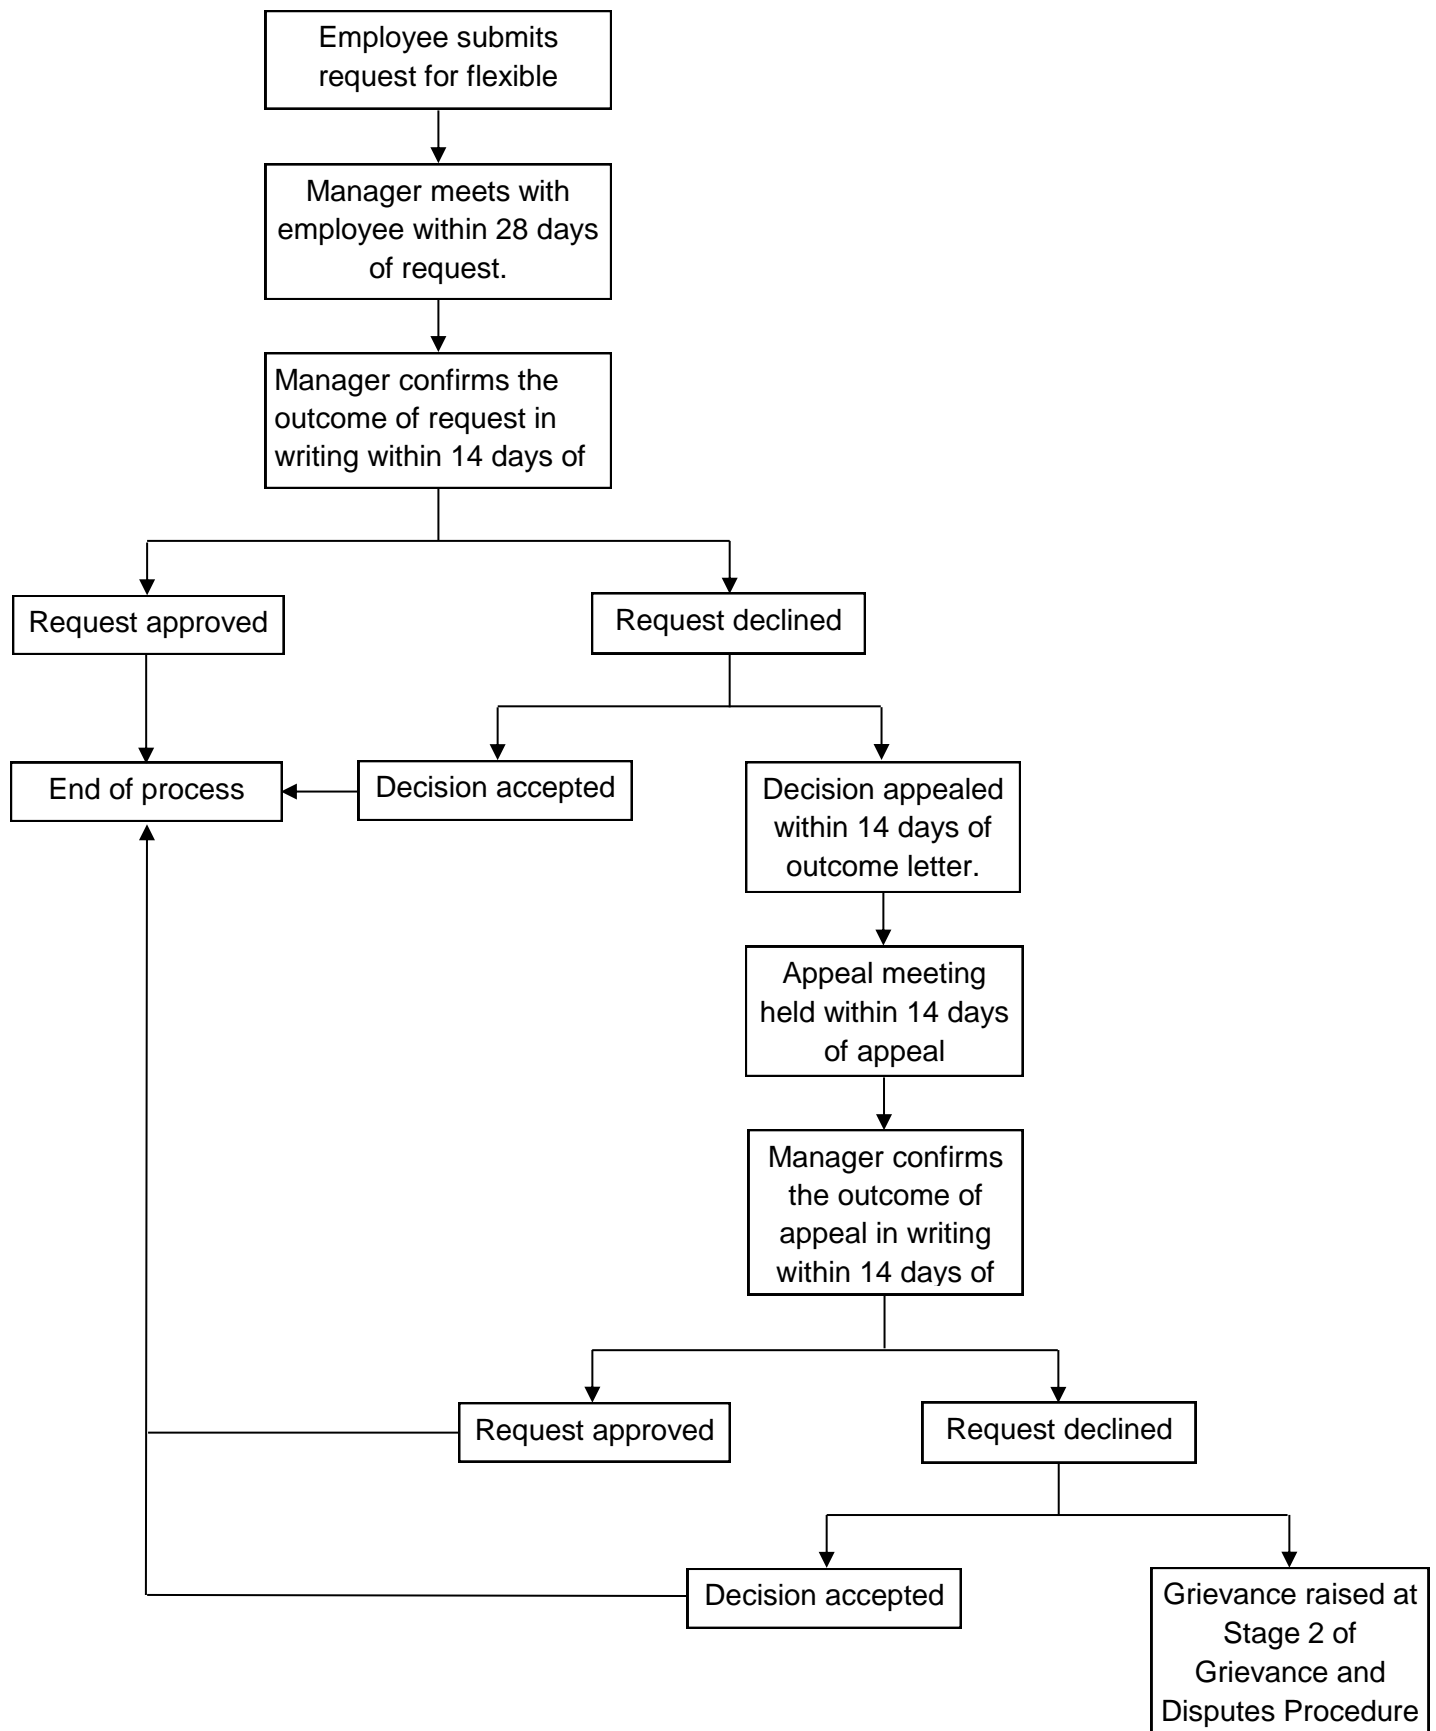 Employee submits
request for flexible
Manager meets with
employee within 28 days
of request.
Manager confirms the
outcome of request in
writing within 14 days of
Request approved
Request declined
End of process
Decision accepted
Decision appealed
within 14 days of
outcome letter.
Appeal meeting
held within 14 days
of appeal
Manager confirms
the outcome of
appeal in writing
within 14 days of
Request approved
Request declined
Decision accepted
Grievance raised at
Stage 2 of
Grievance and
Disputes Procedure